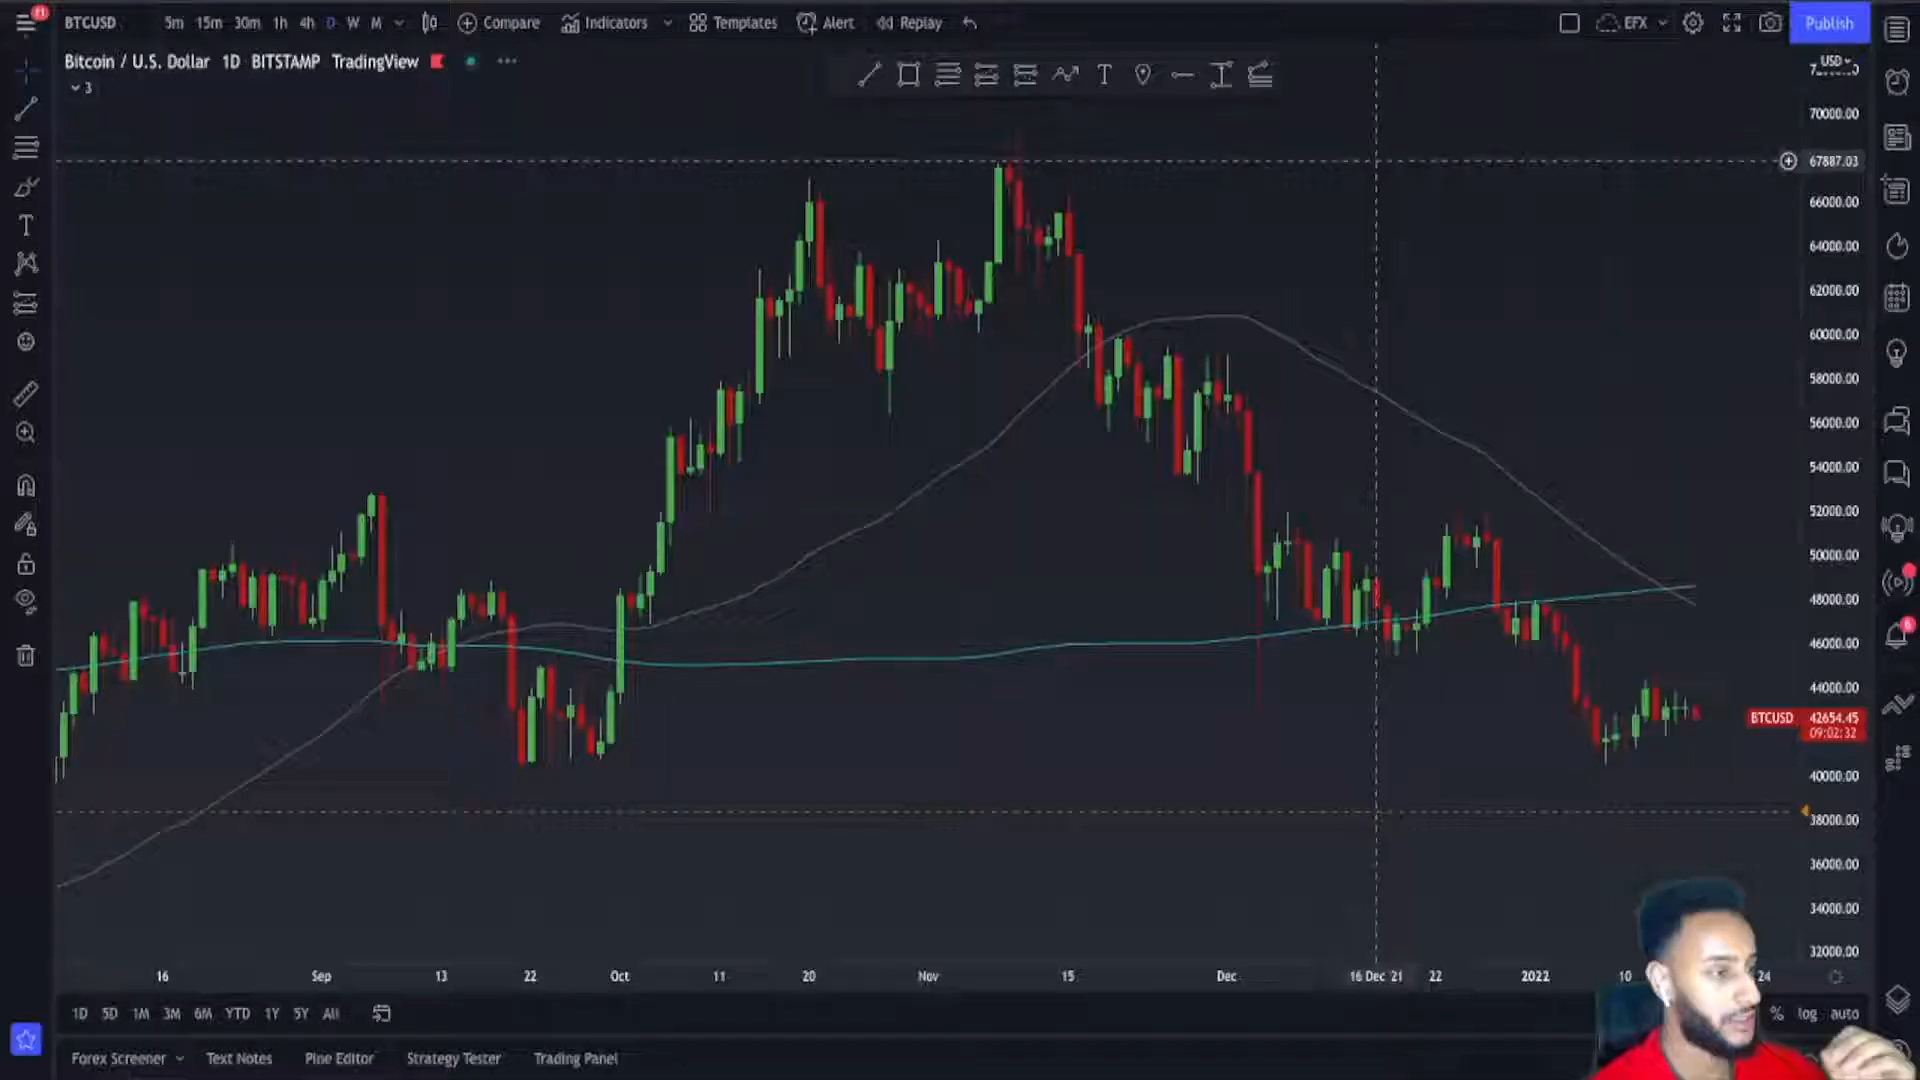 11
BTCUSD 5m 15m 30m 1h 4h D W M Compare Indicators Templates Alert Replay EFX Publish
Bitcoin / U.S. Dollar 1D BITSTAMP TradingView
3
T
USD
70000.00
67887.03
66000.00
64000.00
62000.00
60000.00
58000.00
56000.00
54000.00
52000.00
50000.00
48000.00
46000.00
44000.00
BTCUSD 42654.45
09:02:32
40000.00
38000.00
36000.00
34000.00
32000.00
6
16 Sep 13 22 Oct 11 20 Nov 15 Dec 16 Dec 21 22 2022 10 24
1D 5D 1M 3M 6M YTD 1Y 5Y All % log auto
Forex Screener Text Notes Pine Editor Strategy Tester Trading Panel